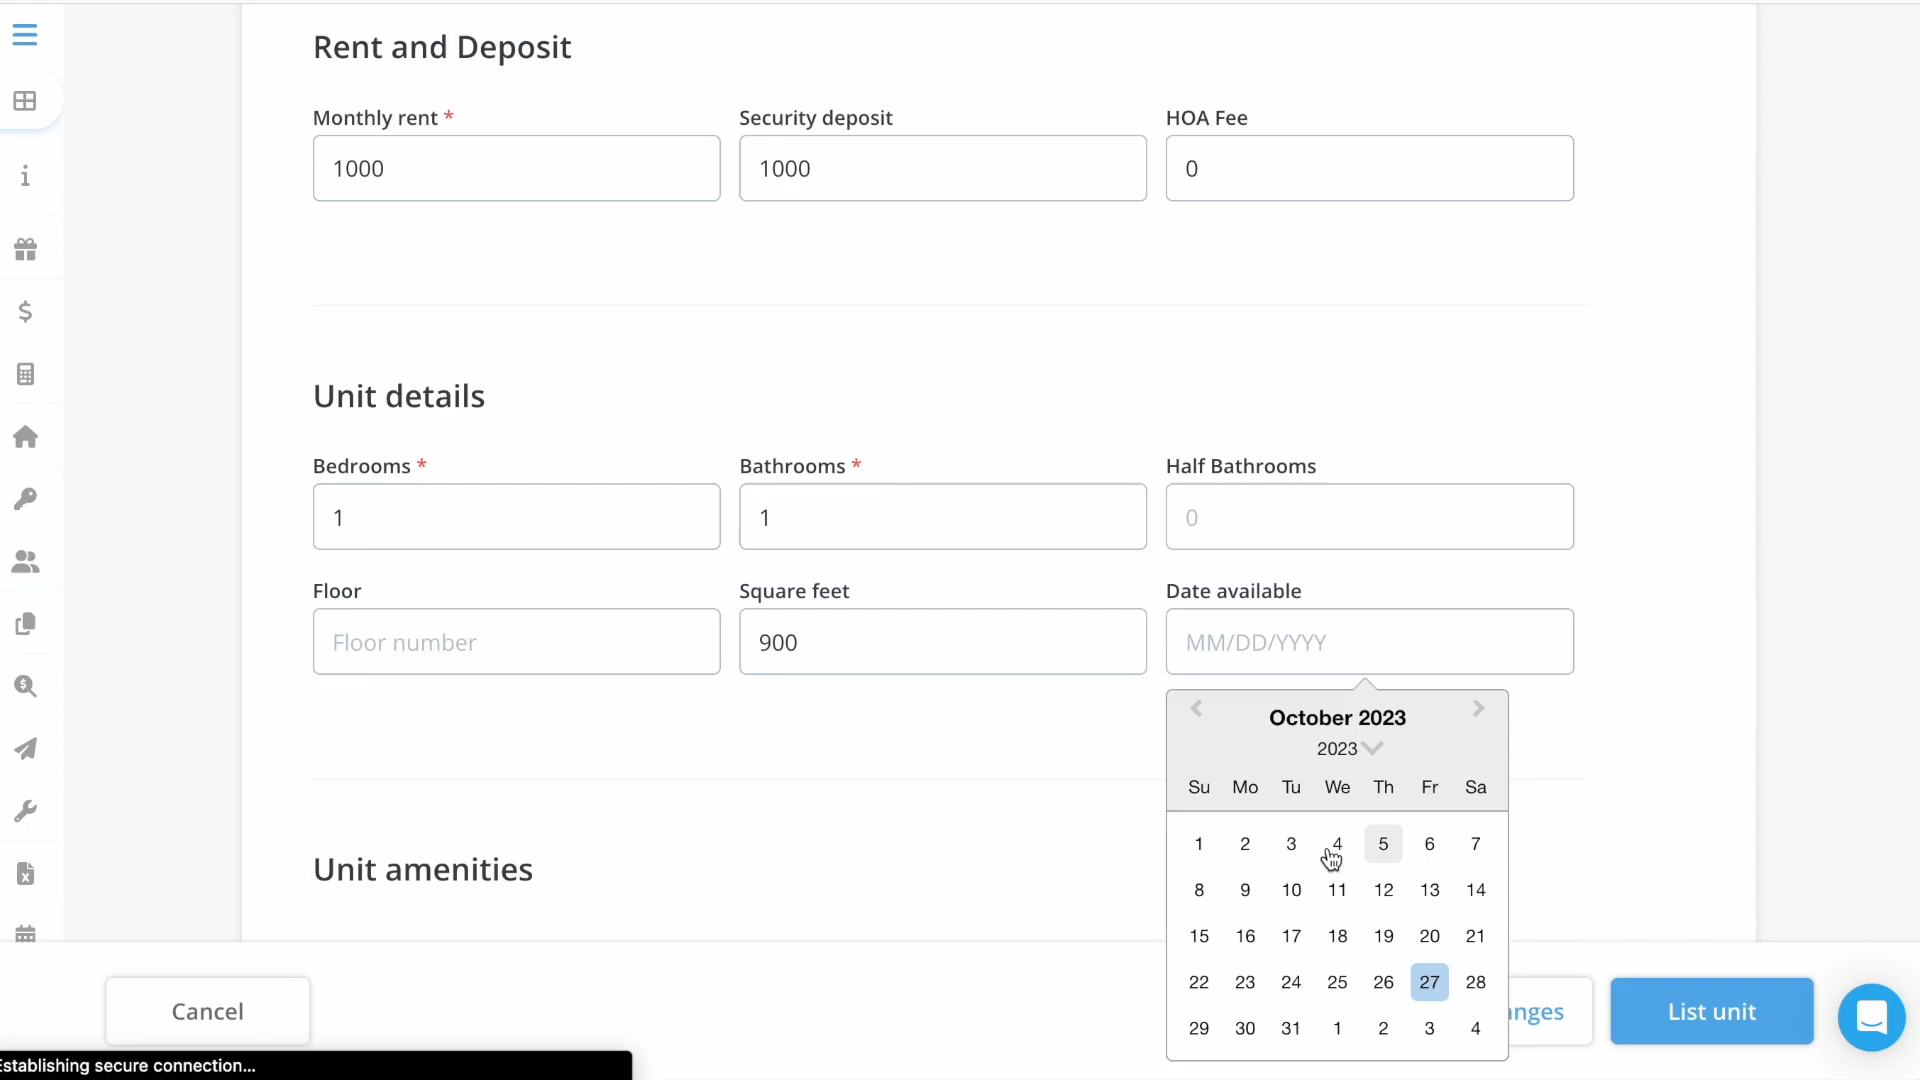 Rent and Deposit
Monthly rent * Security deposit HOA Fee
1000 1000 0
Unit details
Bedrooms * Bathrooms * Half Bathrooms
1 1 0
Floor Square feet Date available
Floor number 900 MM/DD/YYYY
October 2023
2023
Su Mo Tu We Th Fr Sa
1 2 3 4 5 6 7
Unit amenities
8 9 10 11 12 13 14
15 16 17 18 19 20 21
22 23 24 25 26 27 28
Cancel nges List unit
29 30 31 1 2 3 4
Establishing secure connection...